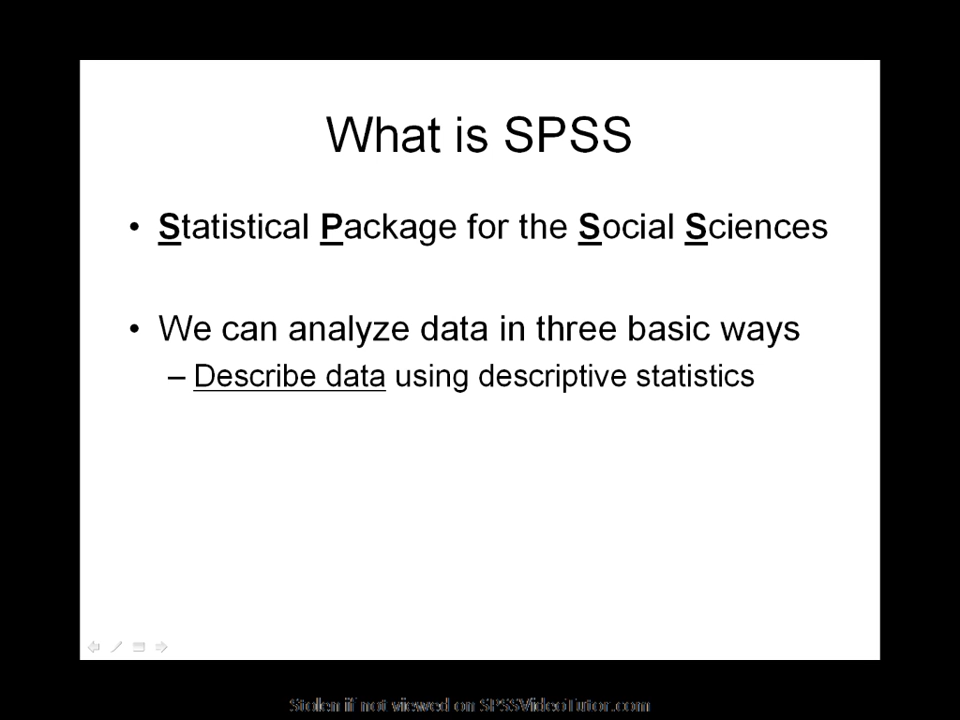 What is SPSS
• Statistical Package for the Social Sciences
• We can analyze data in three basic ways
– Describe data using descriptive statistics
Stolen if not viewed on SPSSVideoTutor.com